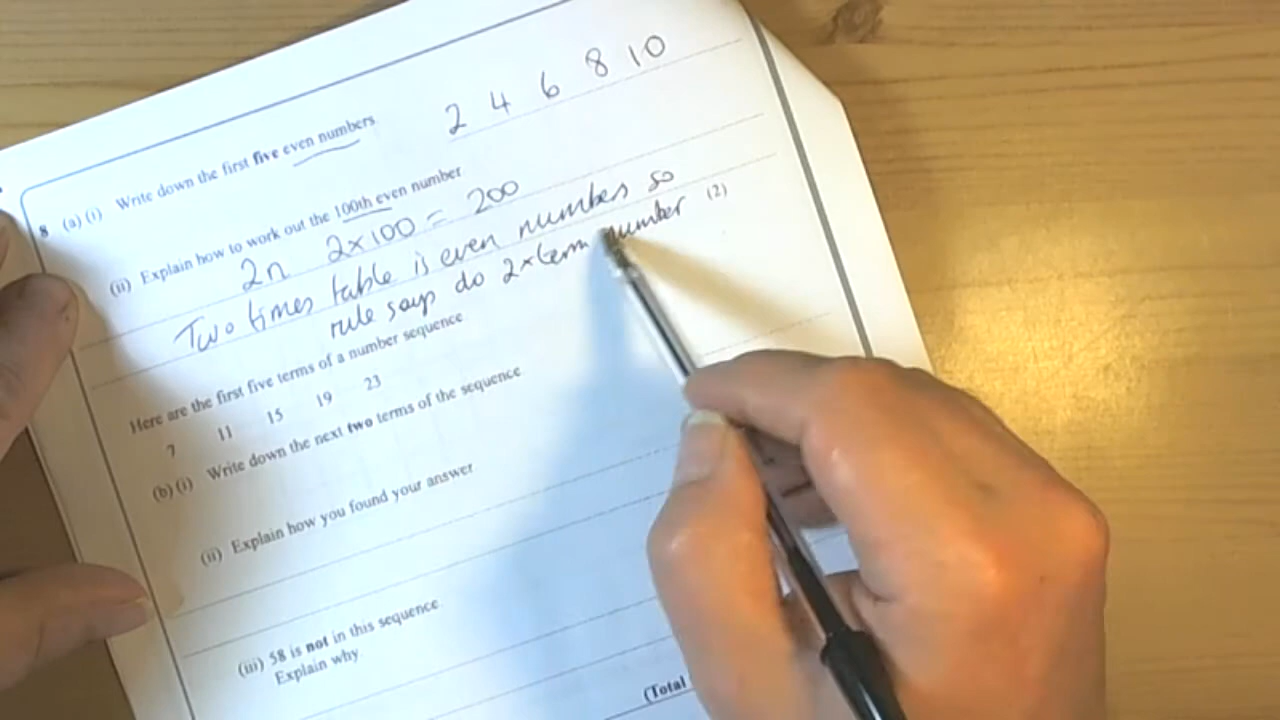 8 (a) (i) Write down the first five even numbers
2 4 6 8 10
(ii) Explain how to work out the 100th even number
2n 2×100 = 200
Two times table is even numbers so
rule says do 2×term number
(2)
Here are the first five terms of a number sequence
7 11 15 19 23
(b) (i) Write down the next two terms of the sequence
(ii) Explain how you found your answer
(iii) 58 is not in this sequence
Explain why
(Total